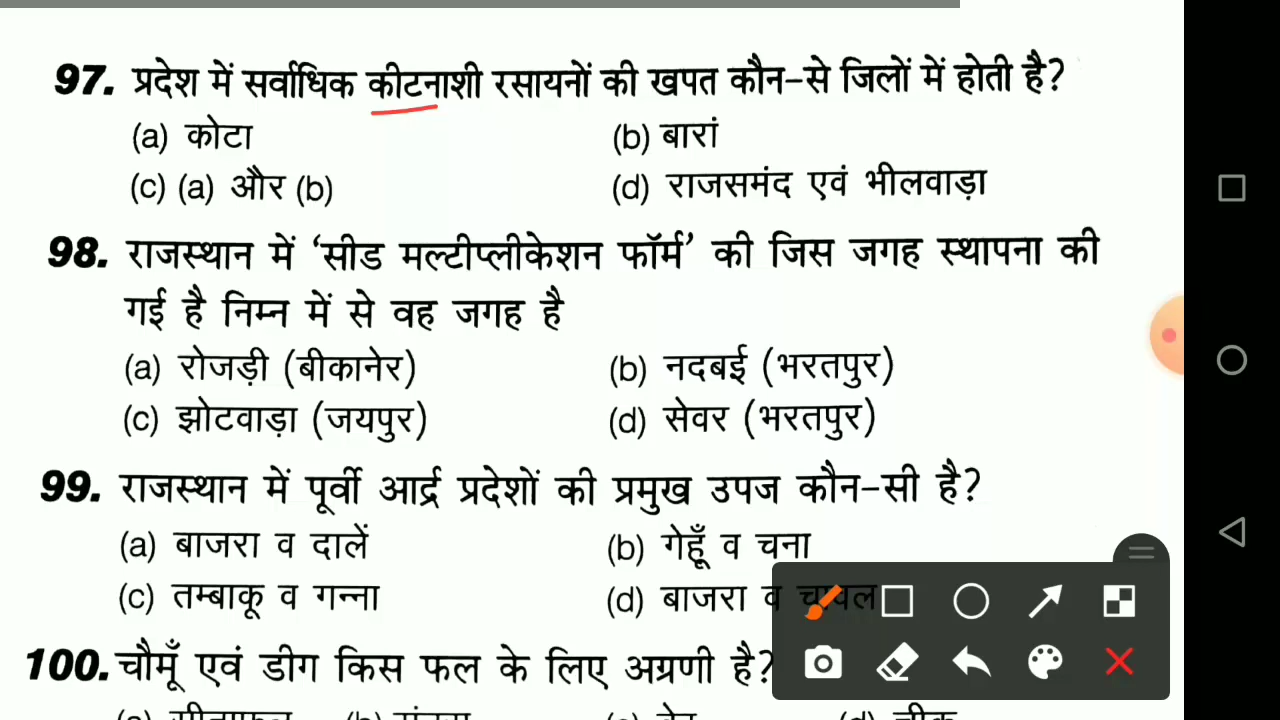 97. प्रदेश में सर्वाधिक कीटनाशी रसायनों की खपत कौन-से जिलों में होती है?
(a) कोटा (b) बारां
(c) (a) और (b) (d) राजसमंद एवं भीलवाड़ा
98. राजस्थान में ‘सीड मल्टीप्लीकेशन फॉर्म’ की जिस जगह स्थापना की
गई है निम्न में से वह जगह है
(a) रोजड़ी (बीकानेर) (b) नदबई (भरतपुर)
(c) झोटवाड़ा (जयपुर) (d) सेवर (भरतपुर)
99. राजस्थान में पूर्वी आर्द्र प्रदेशों की प्रमुख उपज कौन-सी है?
(a) बाजरा व दालें (b) गेहूँ व चना
(c) तम्बाकू व गन्ना (d) बाजरा व चावल
100. चौमूँ एवं डीग किस फल के लिए अग्रणी है?